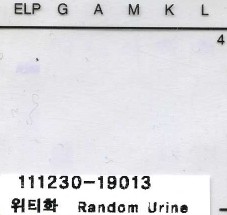 ELP G A M K L
4
111230-19013
위티화 Random Urine